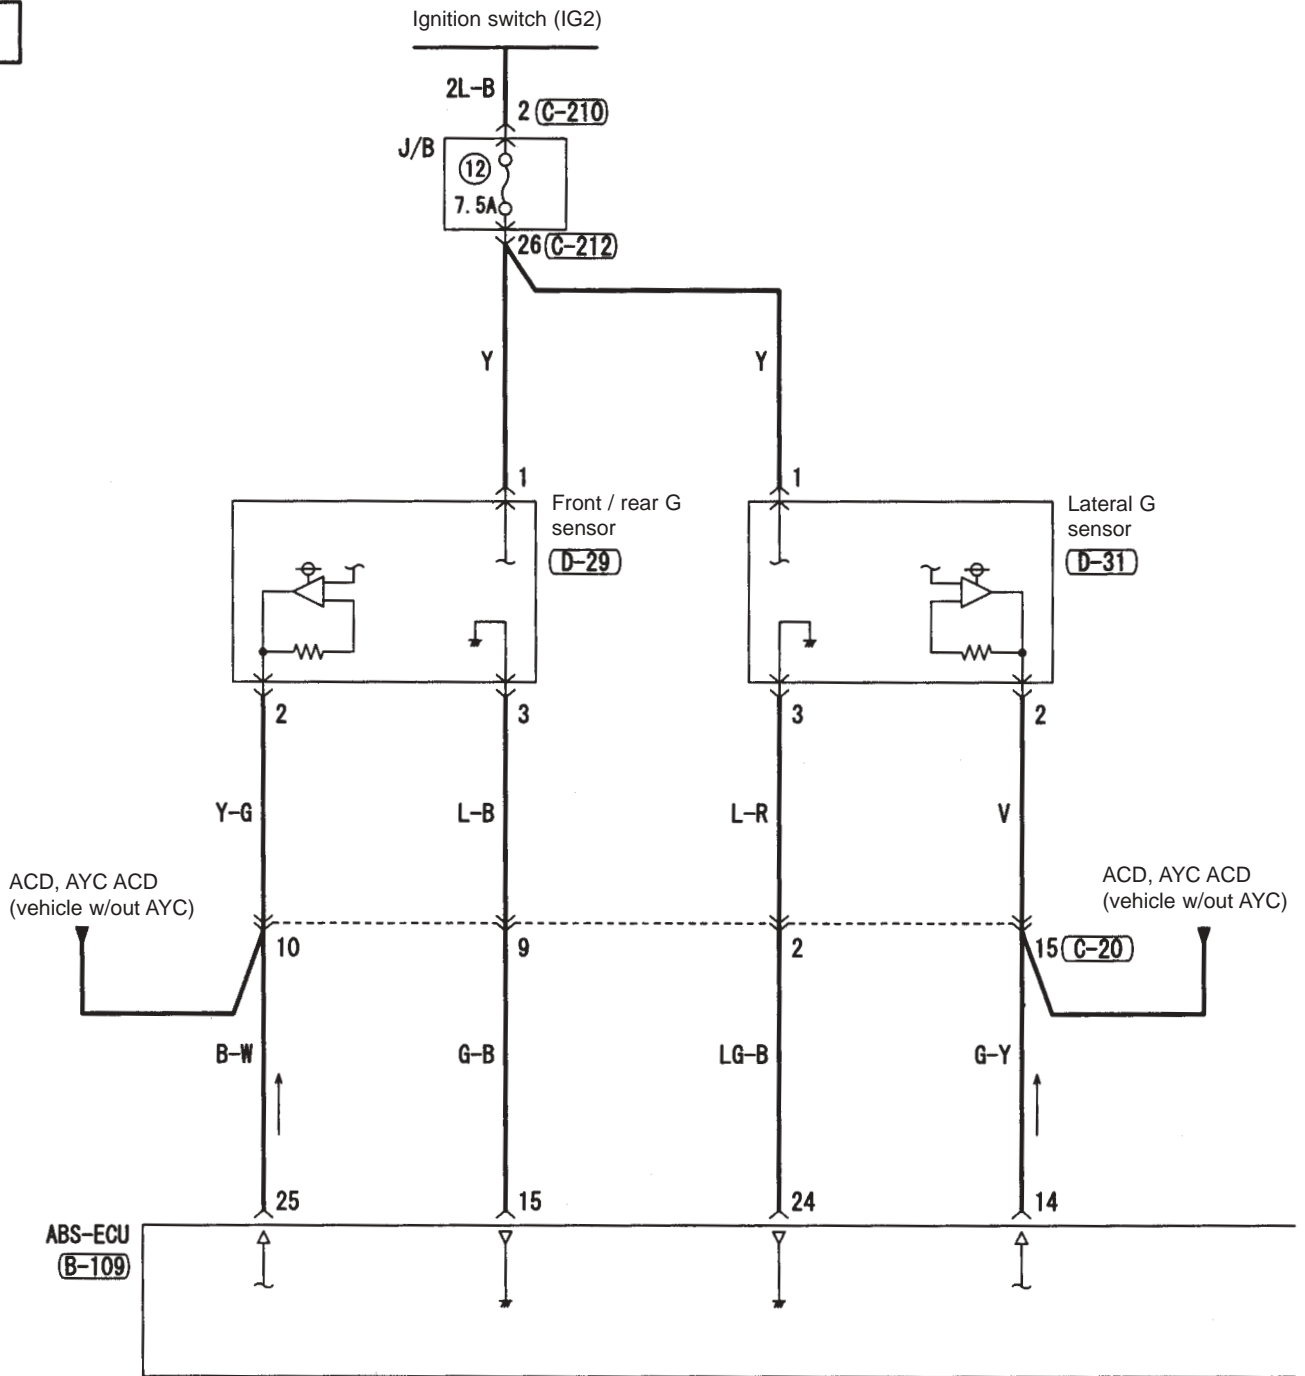 Ignition switch (IG2)
2L-B
2 C-210
J/B
12
7.5A
26 C-212
Y
Y
1
1
Front / rear G
sensor
D-29
Lateral G
sensor
D-31
2
3
3
2
Y-G
L-B
L-R
V
ACD, AYC ACD
(vehicle w/out AYC)
ACD, AYC ACD
(vehicle w/out AYC)
10
9
2
15 C-20
B-W
G-B
LG-B
G-Y
25
15
24
14
ABS-ECU
B-109